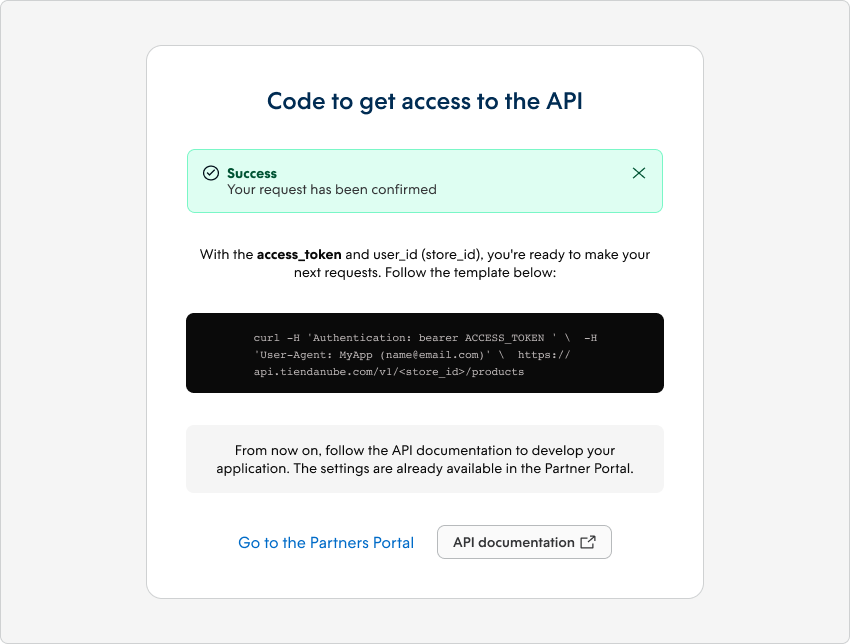 Code to get access to the API
Success
Your request has been confirmed
With the access_token and user_id (store_id), you're ready to make your
next requests. Follow the template below:
curl -H 'Authentication: bearer ACCESS_TOKEN ' \  -H
'User-Agent: MyApp (name@email.com)' \  https://
api.tiendanube.com/v1/<store_id>/products
From now on, follow the API documentation to develop your
application. The settings are already available in the Partner Portal.
Go to the Partners Portal
API documentation